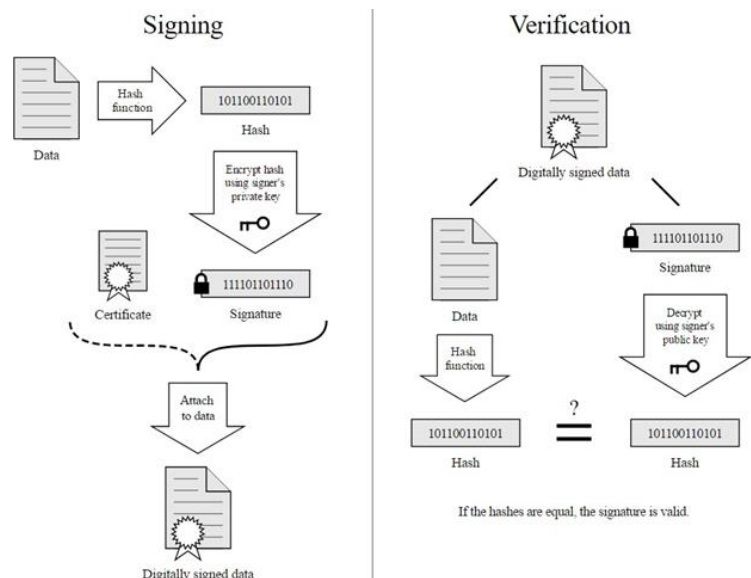 Signing
Hash
function
101100110101
Hash
Data
Encrypt hash
using signer's
private key
111101101110
Certificate
Signature
Attach
to data
Digitally signed data
Verification
Digitally signed data
111101101110
Signature
Data
Hash
function
Decrypt
using signer's
public key
?
101100110101
101100110101
Hash
Hash
If the hashes are equal, the signature is valid.